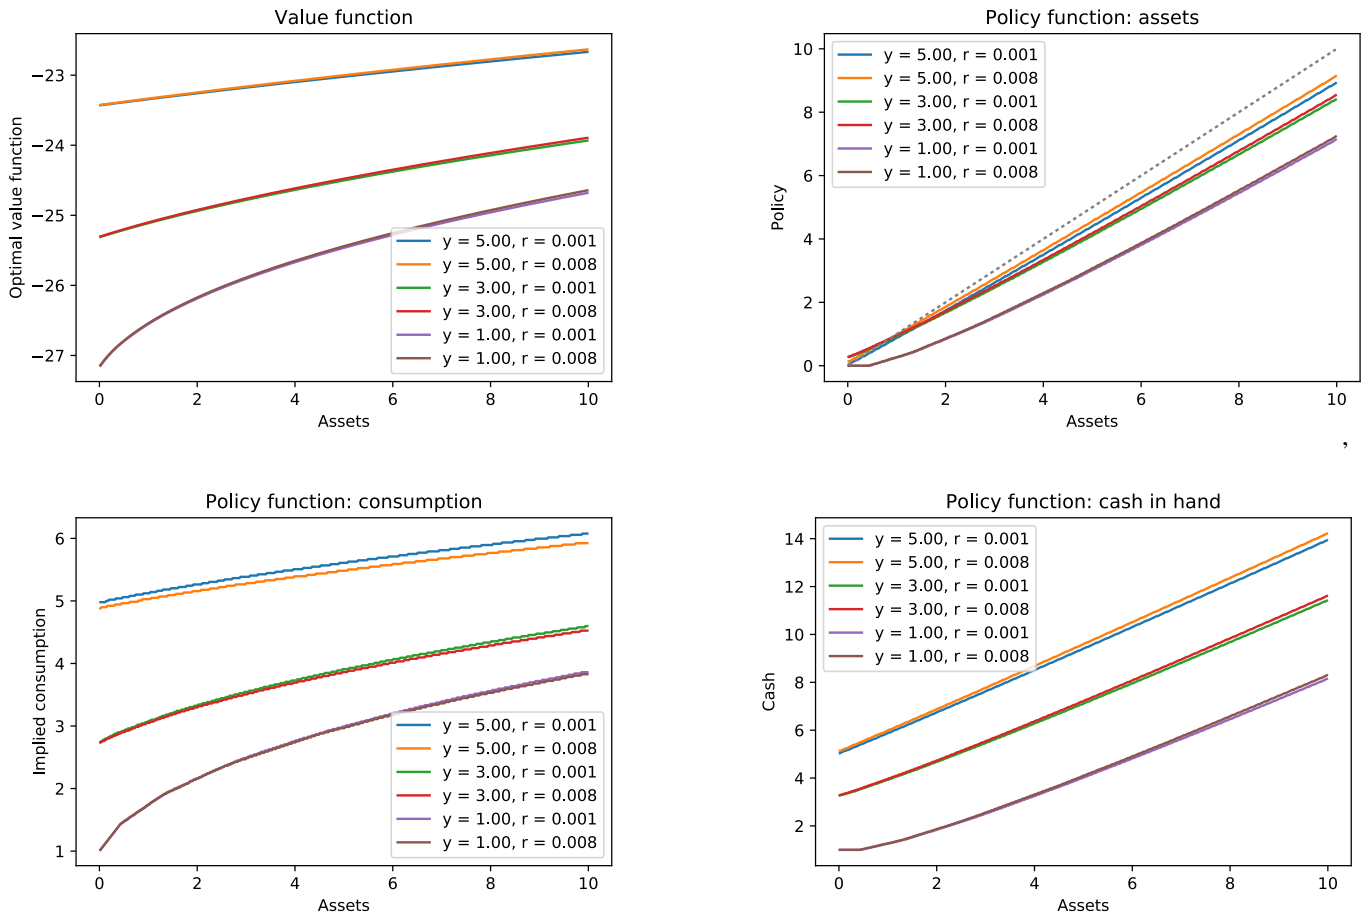 Value function
Optimal value function
−23
−24
−25
−26
−27
y = 5.00, r = 0.001
y = 5.00, r = 0.008
y = 3.00, r = 0.001
y = 3.00, r = 0.008
y = 1.00, r = 0.001
y = 1.00, r = 0.008
0 2 4 6 8 10
Assets
Policy function: assets
Policy
10
8
6
4
2
0
y = 5.00, r = 0.001
y = 5.00, r = 0.008
y = 3.00, r = 0.001
y = 3.00, r = 0.008
y = 1.00, r = 0.001
y = 1.00, r = 0.008
0 2 4 6 8 10
Assets
,
Policy function: consumption
Implied consumption
6
5
4
3
2
1
y = 5.00, r = 0.001
y = 5.00, r = 0.008
y = 3.00, r = 0.001
y = 3.00, r = 0.008
y = 1.00, r = 0.001
y = 1.00, r = 0.008
0 2 4 6 8 10
Assets
Policy function: cash in hand
Cash
14
12
10
8
6
4
2
y = 5.00, r = 0.001
y = 5.00, r = 0.008
y = 3.00, r = 0.001
y = 3.00, r = 0.008
y = 1.00, r = 0.001
y = 1.00, r = 0.008
0 2 4 6 8 10
Assets